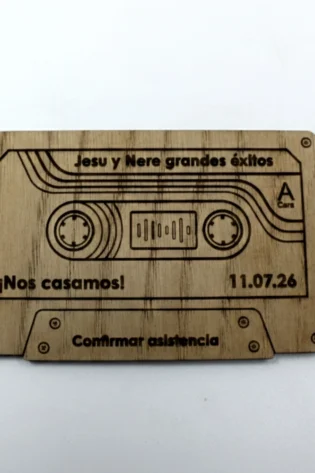 Jesu y Nere grandes éxitos
A
Cara
¡Nos casamos!
11.07.26
Confirmar asistencia